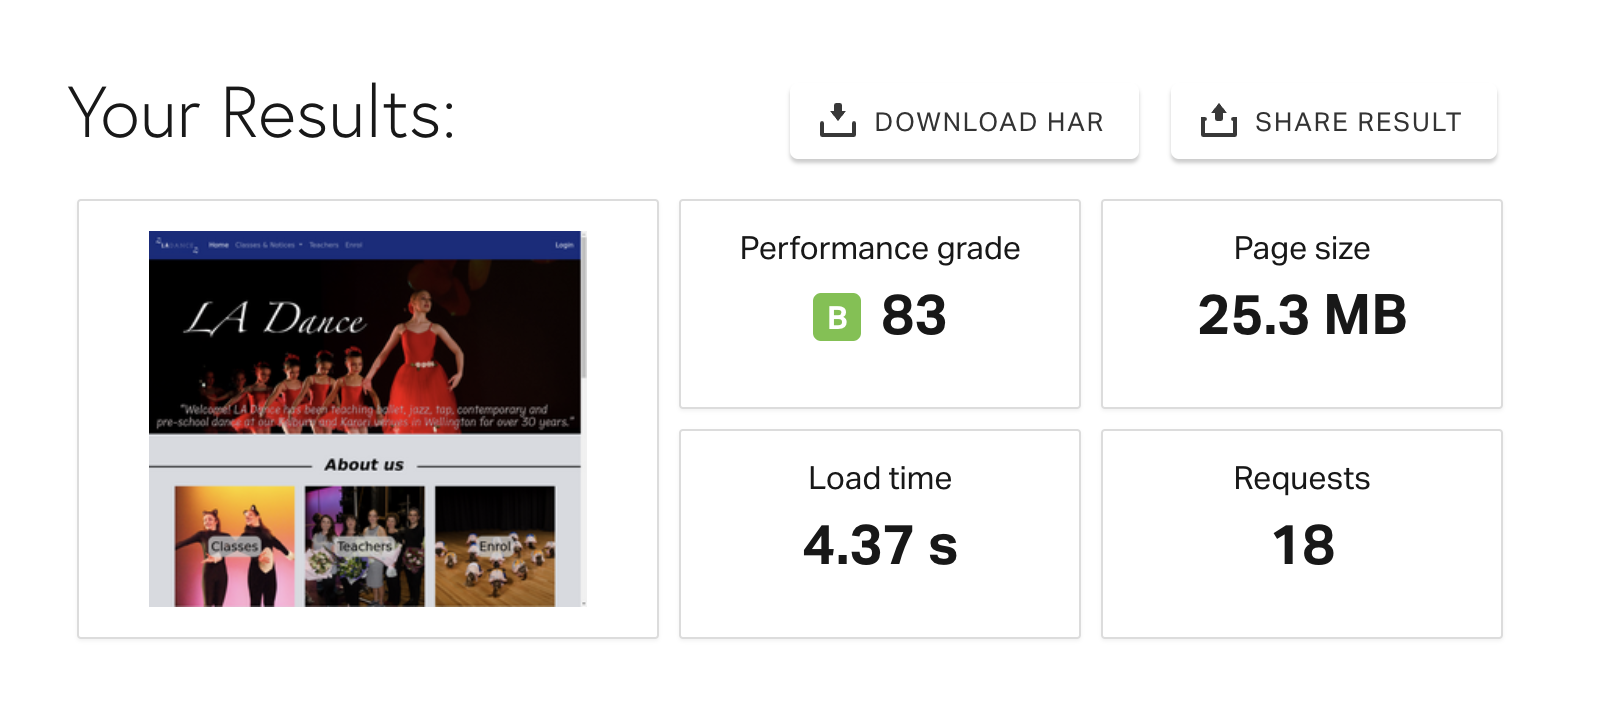 Your Results:
DOWNLOAD HAR
SHARE RESULT
LA DANCE
Home Classes & Notices Teachers Enrol
Login
LA Dance
"Welcome! LA Dance has been teaching ballet, jazz, tap, contemporary and
pre-school dance at our Kelburn and Karori venues in Wellington for over 30 years."
About us
Classes
Teachers
Enrol
Performance grade
B 83
Page size
25.3 MB
Load time
4.37 s
Requests
18